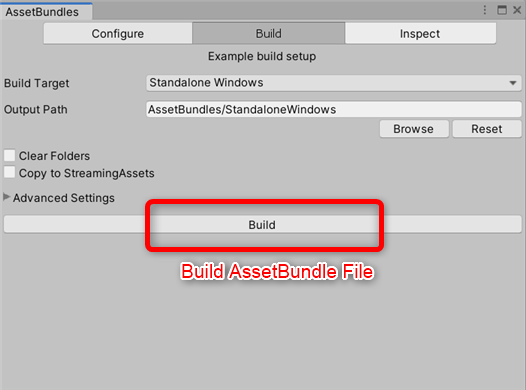 AssetBundles
Configure Build Inspect
Example build setup
Build Target Standalone Windows
Output Path AssetBundles/StandaloneWindows
Browse Reset
Clear Folders
Copy to StreamingAssets
Advanced Settings
Build
Build AssetBundle File